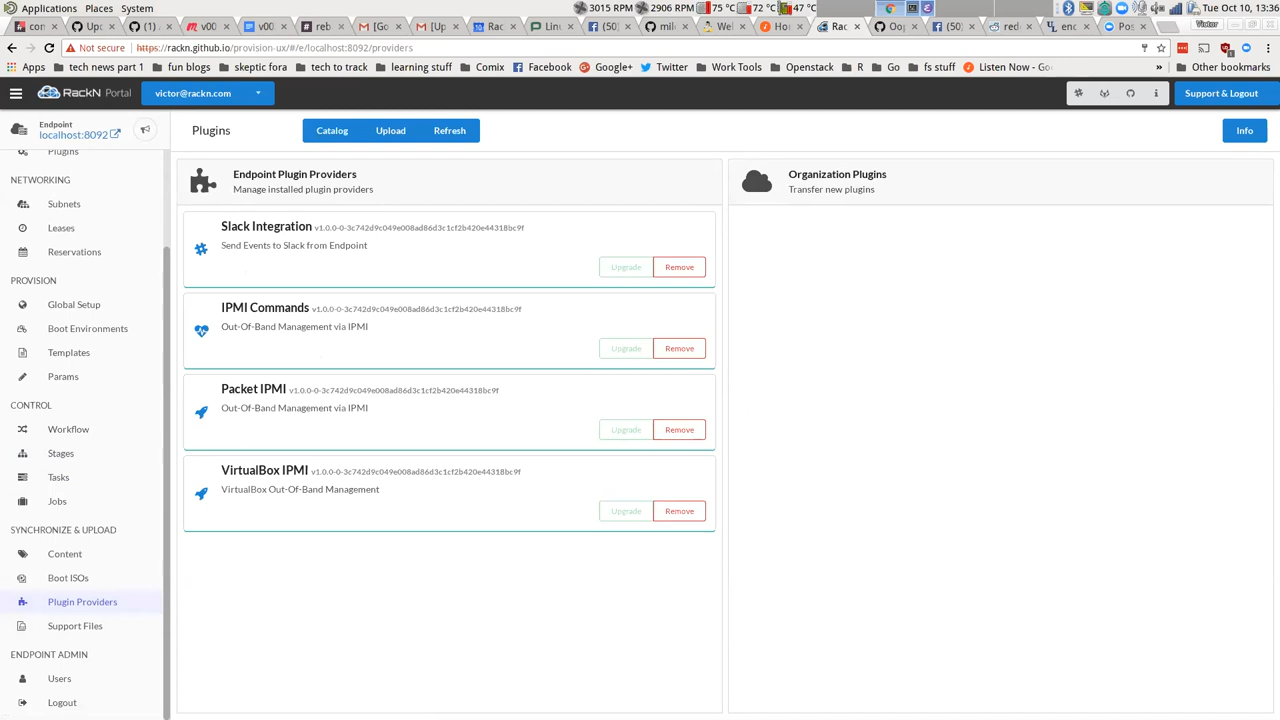 Applications Places System 3015 RPM 2906 RPM 75 °C 72 °C 47 °C Tue Oct 10, 13:36
Victor
Not secure https://rackn.github.io/provision-ux/#/e/localhost:8092/providers
Apps tech news part 1 fun blogs skeptic fora tech to track learning stuff Comix Facebook Google+ Twitter Work Tools Openstack R Go fs stuff Listen Now - Go » Other bookmarks
RackN Portal victor@rackn.com Support & Logout
Endpoint
localhost:8092
Plugins
Catalog Upload Refresh
Info
Plugins
NETWORKING
Subnets
Leases
Reservations
PROVISION
Global Setup
Boot Environments
Templates
Params
CONTROL
Workflow
Stages
Tasks
Jobs
SYNCHRONIZE & UPLOAD
Content
Boot ISOs
Plugin Providers
Support Files
ENDPOINT ADMIN
Users
Logout
Endpoint Plugin Providers
Manage installed plugin providers
Slack Integration v1.0.0-0-3c742d9c049e008ad86d3c1cf2b420e44318bc9f
Send Events to Slack from Endpoint
Upgrade Remove
IPMI Commands v1.0.0-0-3c742d9c049e008ad86d3c1cf2b420e44318bc9f
Out-Of-Band Management via IPMI
Upgrade Remove
Packet IPMI v1.0.0-0-3c742d9c049e008ad86d3c1cf2b420e44318bc9f
Out-Of-Band Management via IPMI
Upgrade Remove
VirtualBox IPMI v1.0.0-0-3c742d9c049e008ad86d3c1cf2b420e44318bc9f
VirtualBox Out-Of-Band Management
Upgrade Remove
Organization Plugins
Transfer new plugins